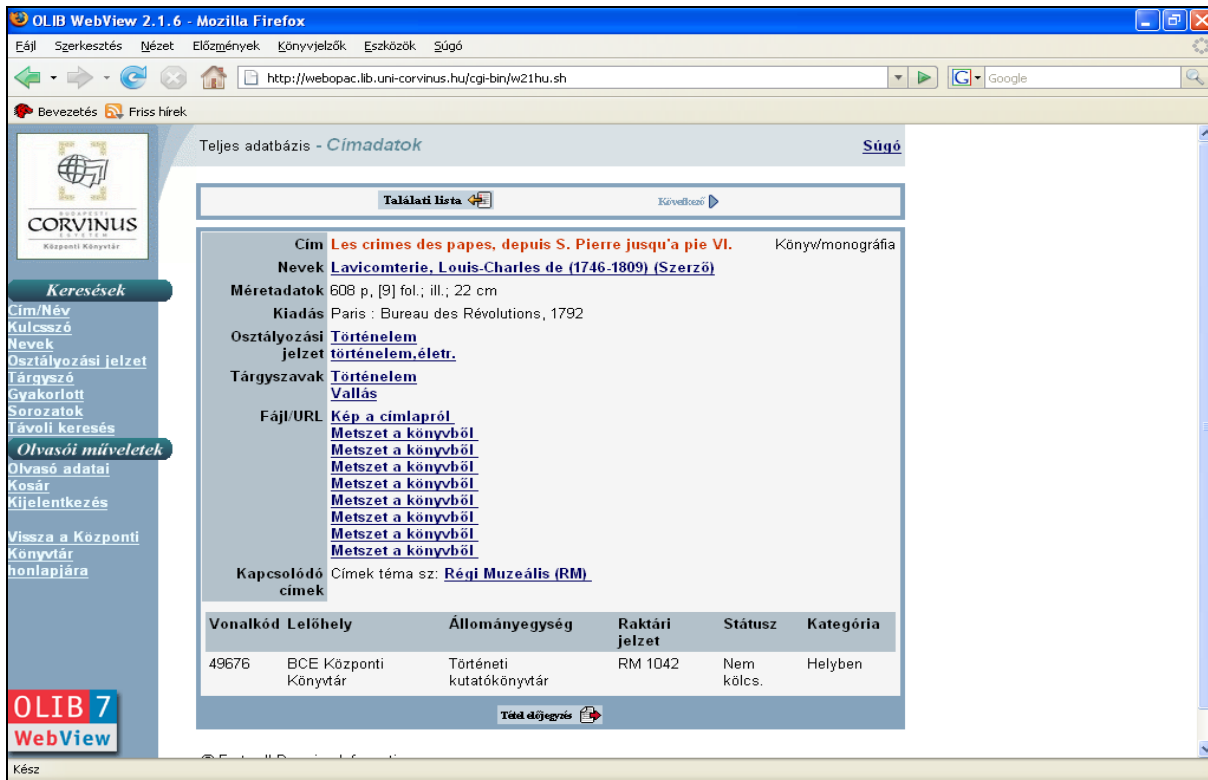 OLIB WebView 2.1.6 - Mozilla Firefox
Fájl Szerkesztés Nézet Előzmények Könyvjelzők Eszközök Súgó
http://webopac.lib.uni-corvinus.hu/cgi-bin/w21hu.sh
G Google
Bevezetés Friss hírek
BUDAPESTI
CORVINUS
EGYETEM
Központi Könyvtár
Teljes adatbázis - Címadatok Súgó
Találati lista Következő
Cím Les crimes des papes, depuis S. Pierre jusqu'a pie VI. Könyv/monográfia
Nevek Lavicomterie, Louis-Charles de (1746-1809) (Szerző)
Méretadatok 608 p, [9] fol.; ill.; 22 cm
Kiadás Paris : Bureau des Révolutions, 1792
Osztályozási jelzet Történelem
történelem,életr.
Tárgyszavak Történelem
Vallás
Fájl/URL Kép a címlapról
Metszet a könyvből
Metszet a könyvből
Metszet a könyvből
Metszet a könyvből
Metszet a könyvből
Metszet a könyvből
Metszet a könyvből
Metszet a könyvből
Kapcsolódó címek Címek téma sz: Régi Muzeális (RM)
Vonalkód Lelőhely Állományegység Raktári jelzet Státusz Kategória
49676 BCE Központi Könyvtár Történeti kutatókönyvtár RM 1042 Nem kölcs. Helyben
Tétel előjegyzés
Keresések
Cím/Név
Kulcsszó
Nevek
Osztályozási jelzet
Tárgyszó
Gyakorlott
Sorozatok
Távoli keresés
Olvasói műveletek
Olvasó adatai
Kosár
Kijelentkezés
Vissza a Központi
Könyvtár
honlapjára
OLIB 7
WebView
Kész